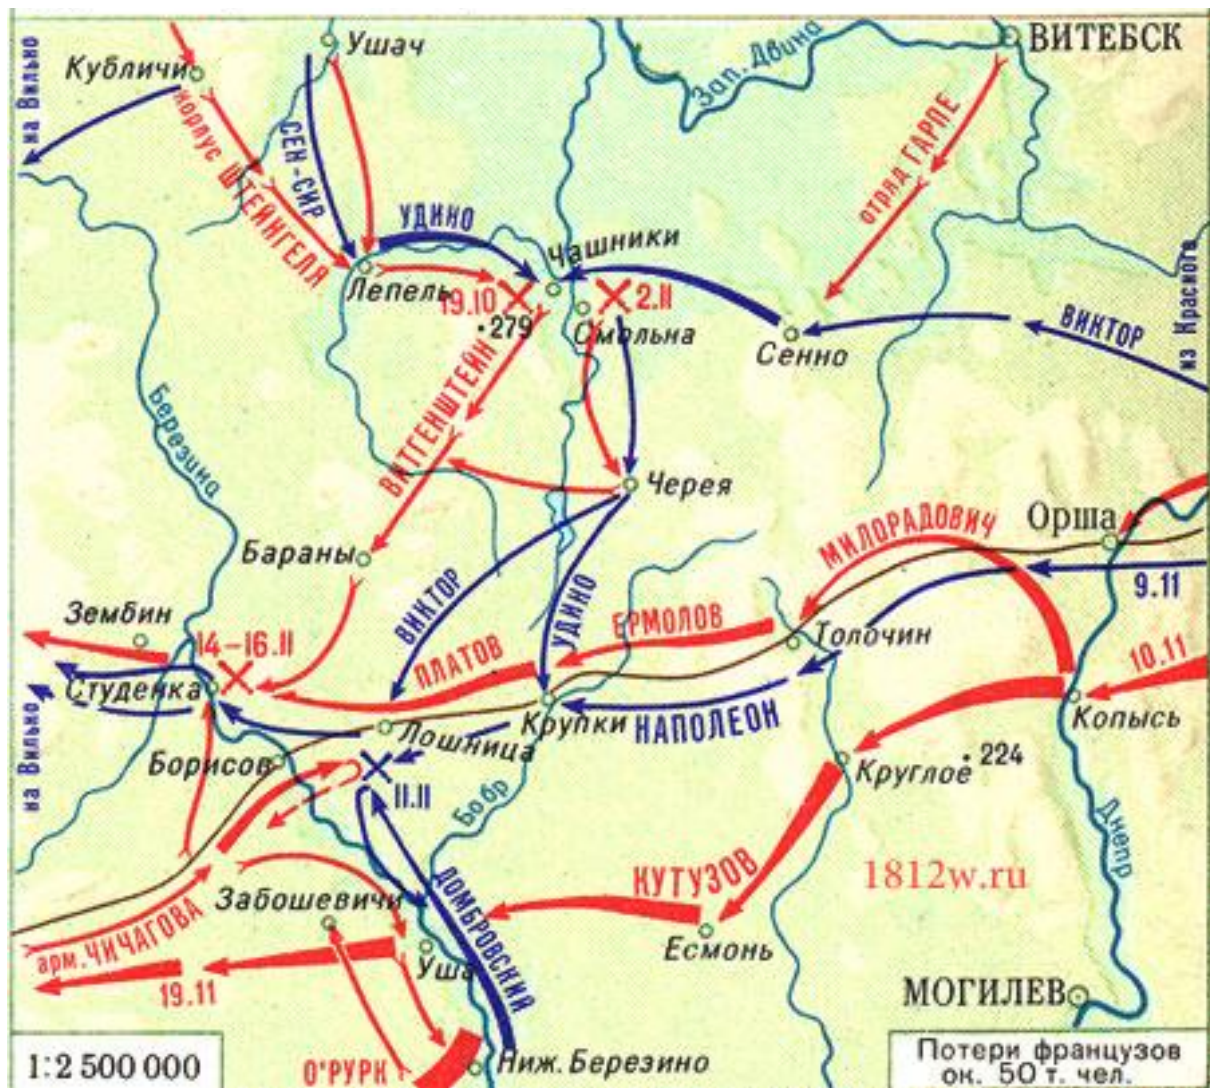 на Вильно
Ушач
Кубличи
ВИТЕБСК
Зап. Двина
корпус ШТЕЙНГЕЛЯ
СЕН-СИР
УДИНО
отряд ГАРПЕ
Чашники
Лепель
19.10
2.11
279
Смольна
Сенно
ВИКТОР
из Красного
Березина
ВИТГЕНШТЕЙН
Черея
МИЛОРАДОВИЧ
Орша
Бараны
ВИКТОР
УДИНО
9.11
Зембин
ЕРМОЛОВ
Толочин
14-16.11
ПЛАТОВ
10.11
Студенка
Крупки
НАПОЛЕОН
Копысь
на Вильно
Лошница
Борисов
Круглое
224
11.11
Бобр
Днепр
КУТУЗОВ
1812w.ru
Забошевичи
ДОМБРОВСКИЙ
арм. ЧИЧАГОВА
Уша
Есмонь
19.11
МОГИЛЕВ
1:2 500 000
О'РУРК
Ниж. Березино
Потери французов
ок. 50 т. чел.